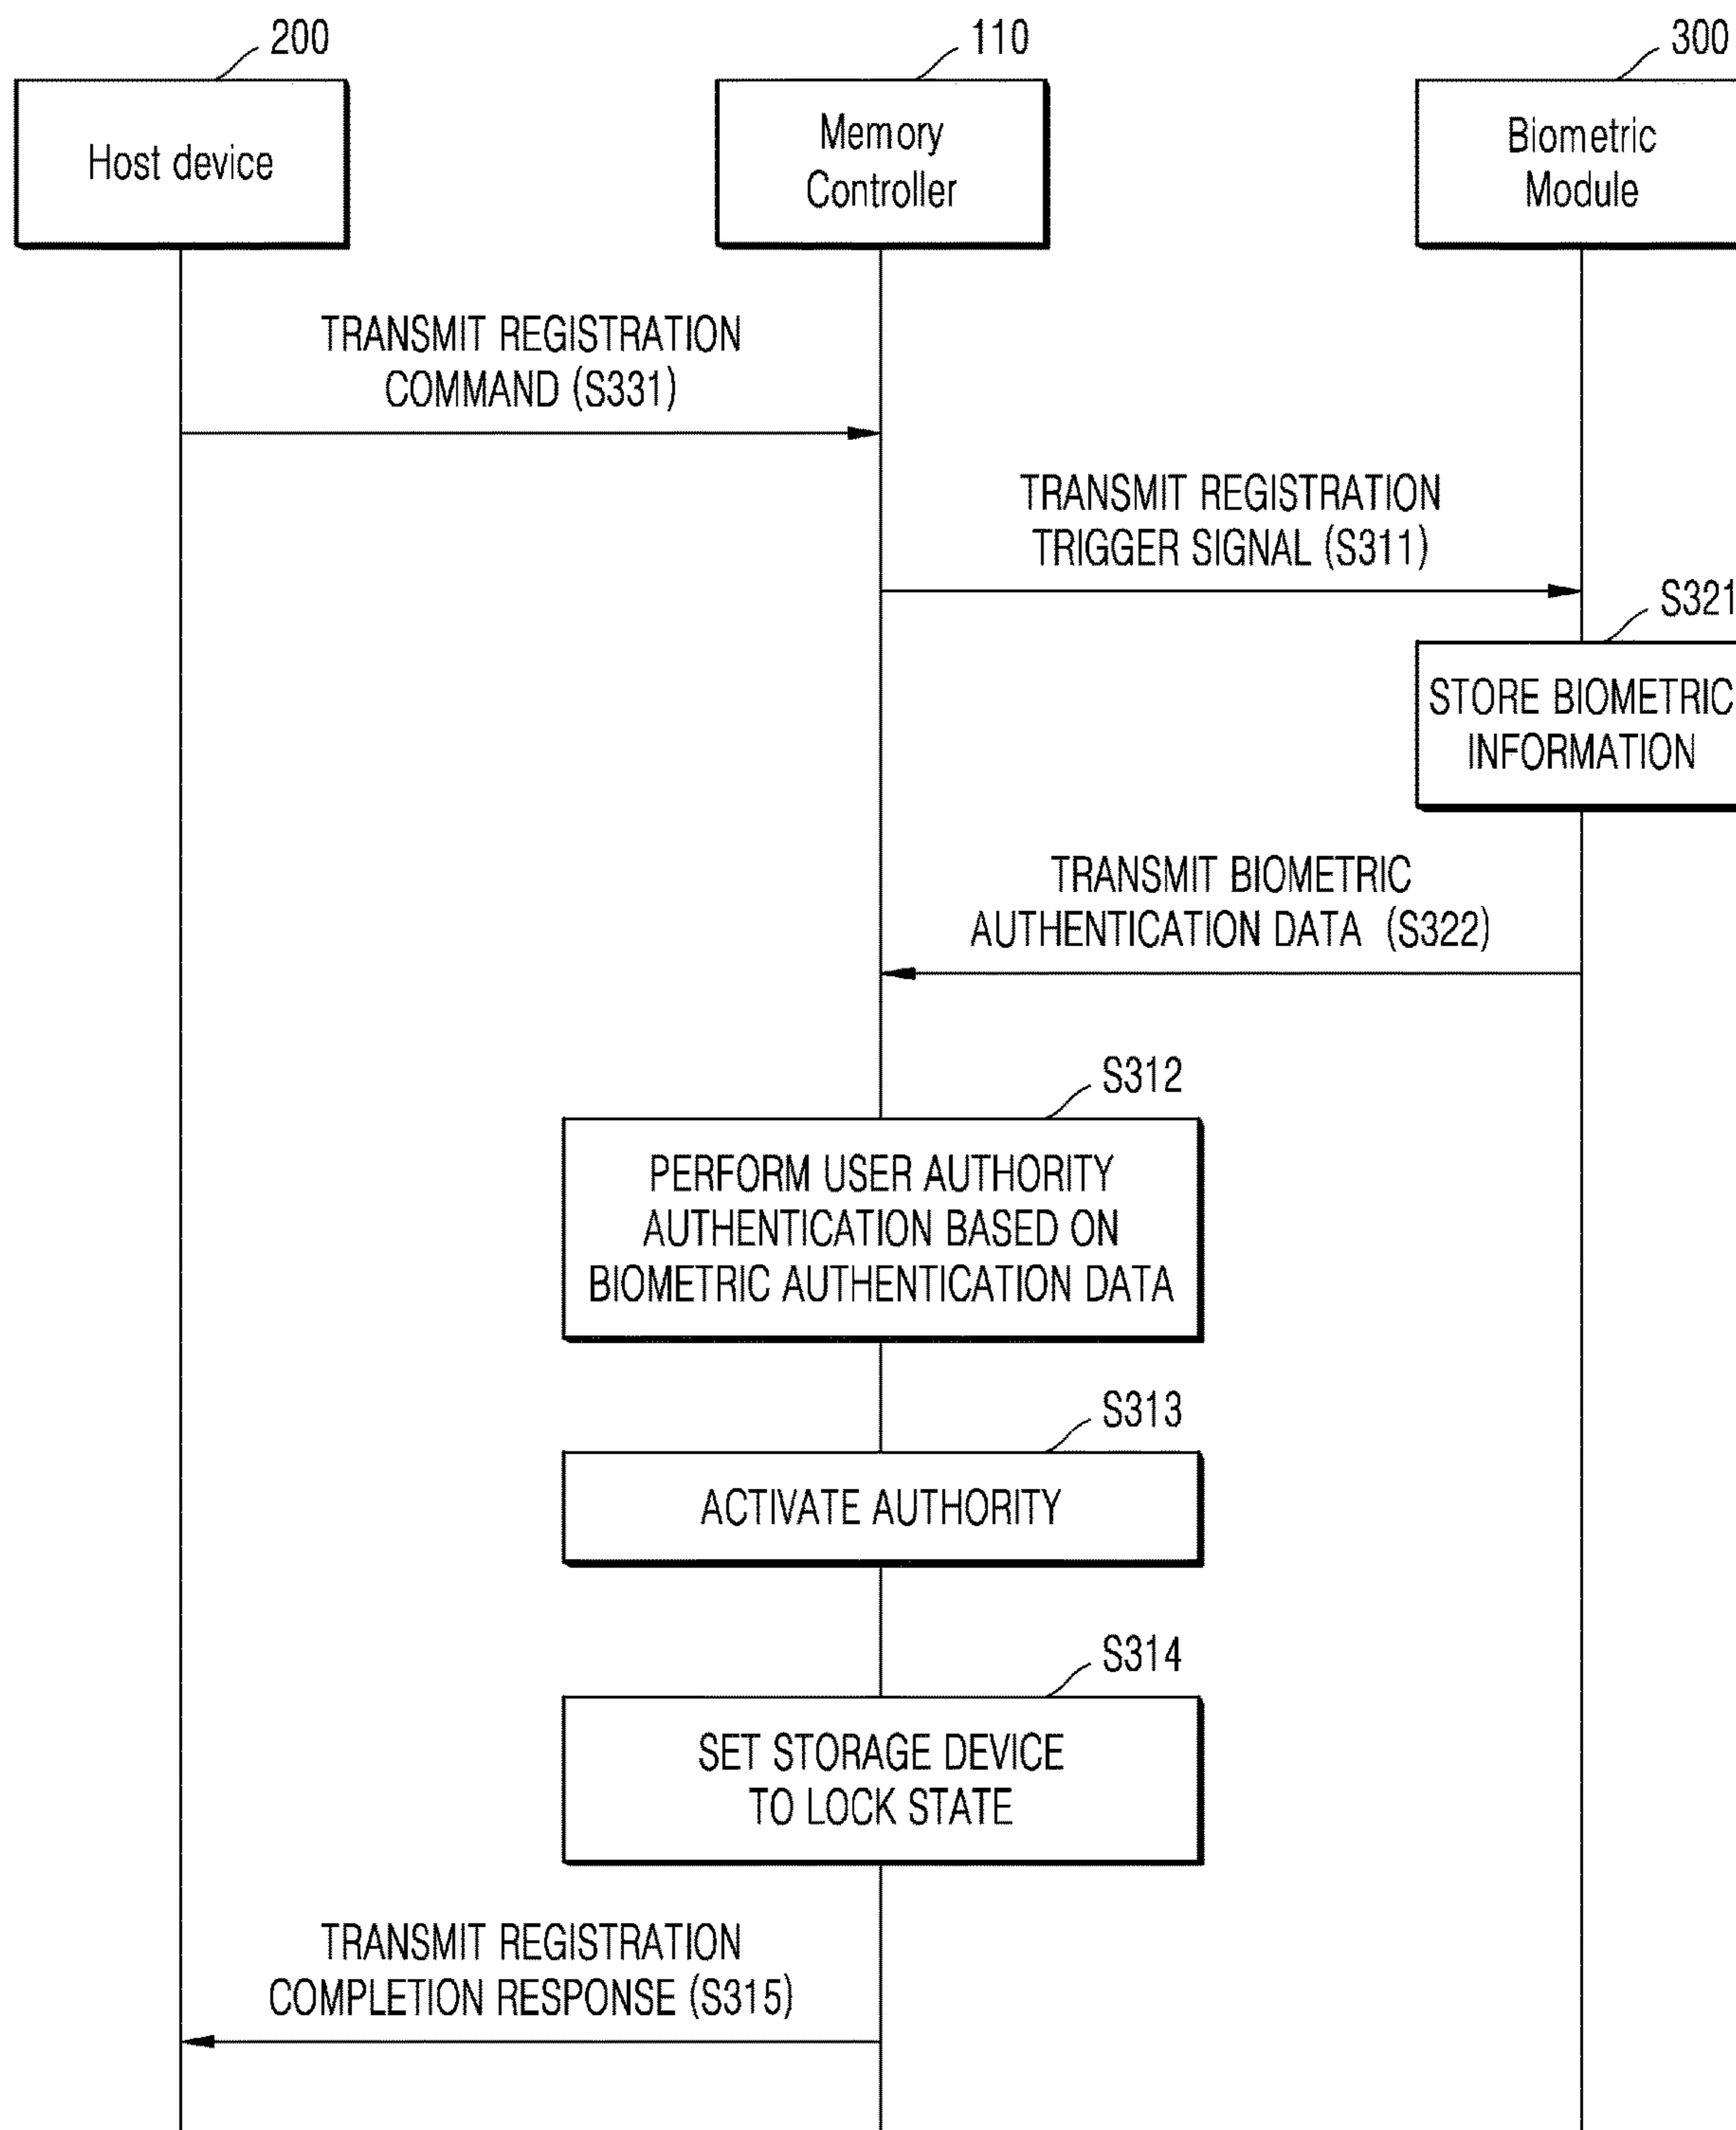 200
110
300
Host device
Memory
Controller
Biometric
Module
TRANSMIT REGISTRATION
COMMAND (S331)
TRANSMIT REGISTRATION
TRIGGER SIGNAL (S311)
S321
STORE BIOMETRIC
INFORMATION
TRANSMIT BIOMETRIC
AUTHENTICATION DATA (S322)
S312
PERFORM USER AUTHORITY
AUTHENTICATION BASED ON
BIOMETRIC AUTHENTICATION DATA
S313
ACTIVATE AUTHORITY
S314
SET STORAGE DEVICE
TO LOCK STATE
TRANSMIT REGISTRATION
COMPLETION RESPONSE (S315)